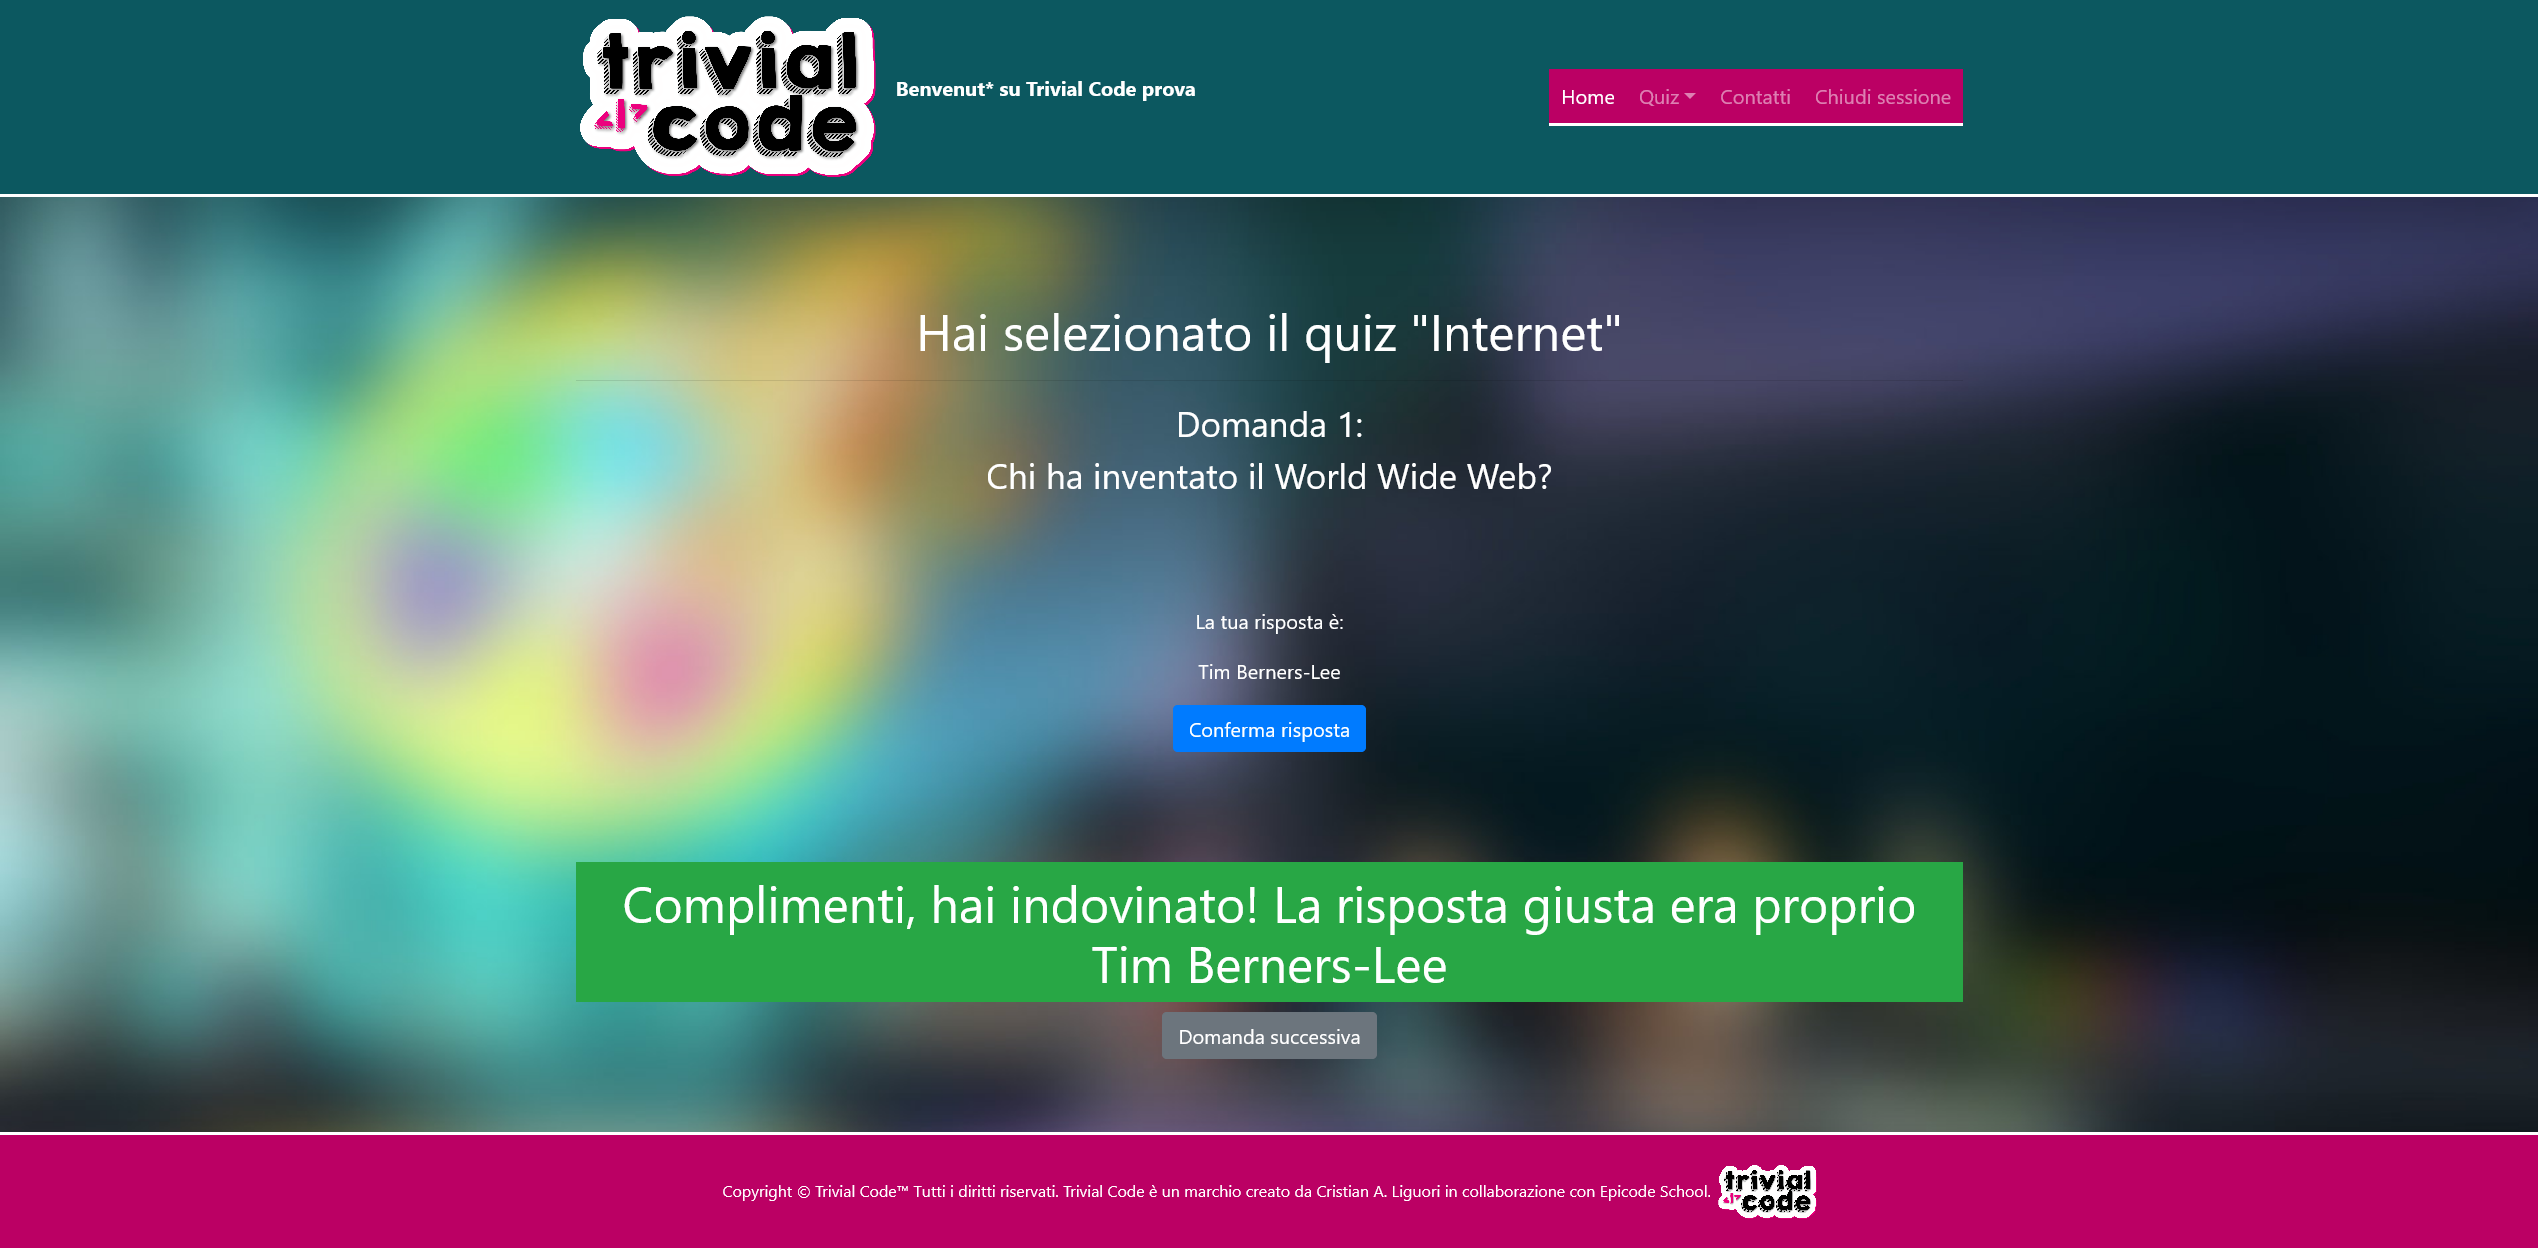 trivial
<|> code
Benvenut* su Trivial Code prova
Home Quiz Contatti Chiudi sessione
Hai selezionato il quiz "Internet"
Domanda 1:
Chi ha inventato il World Wide Web?
La tua risposta è:
Tim Berners-Lee
Conferma risposta
Complimenti, hai indovinato! La risposta giusta era proprio
Tim Berners-Lee
Domanda successiva
Copyright © Trivial Code™ Tutti i diritti riservati. Trivial Code è un marchio creato da Cristian A. Liguori in collaborazione con Epicode School.
trivial
<|> code